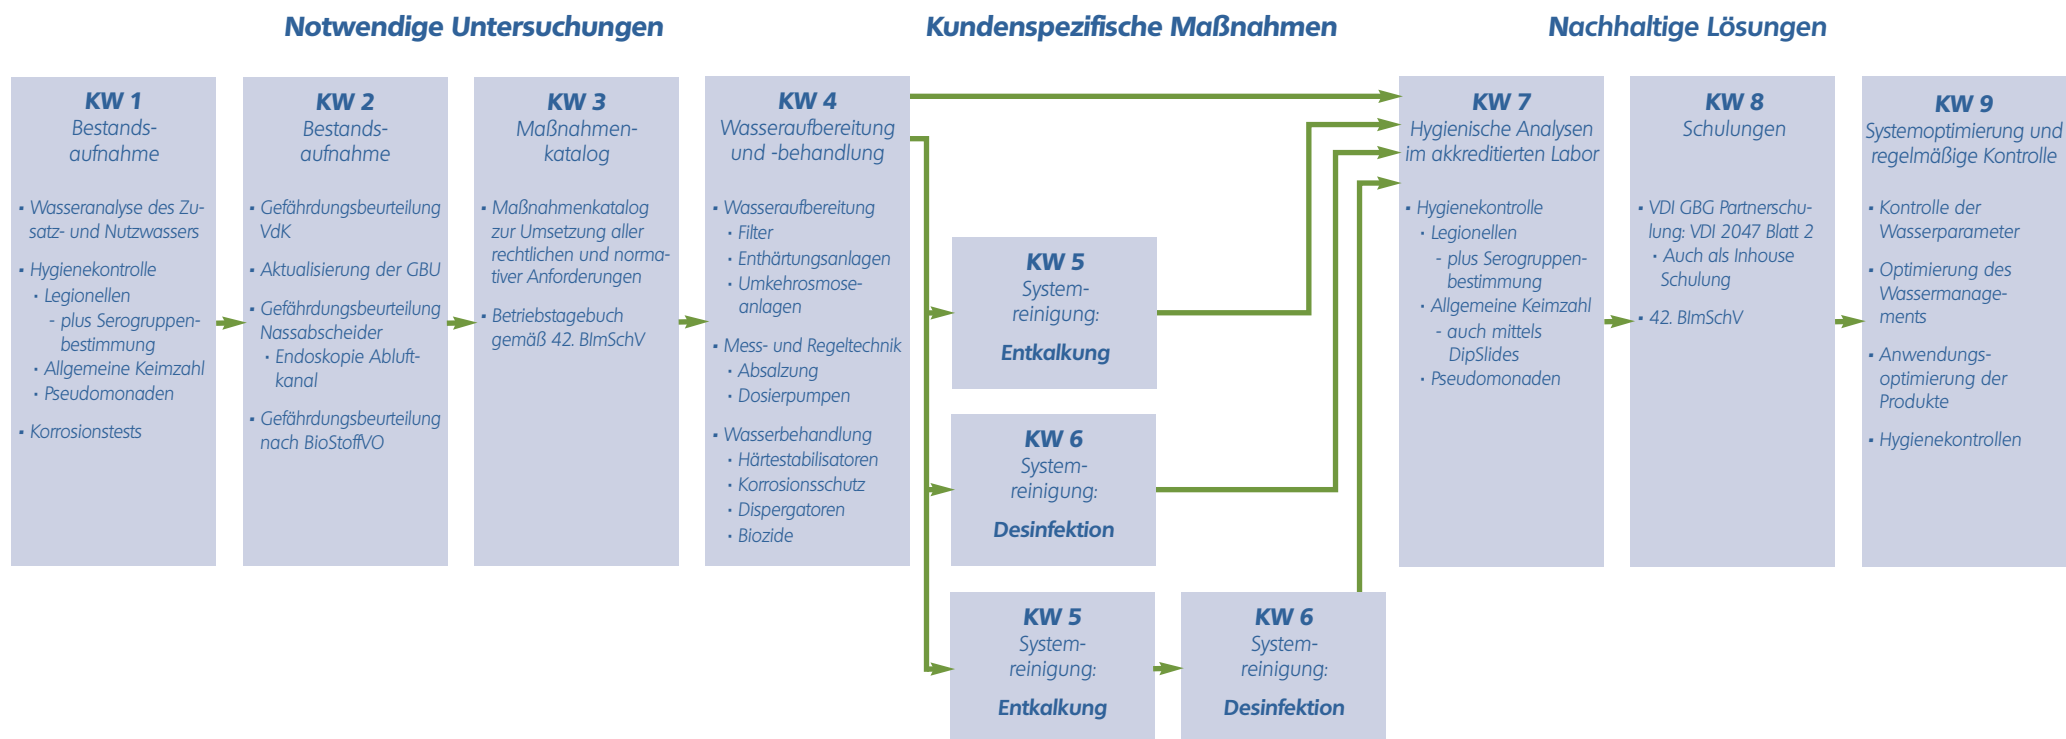 Notwendige Untersuchungen
Kundenspezifische Maßnahmen
Nachhaltige Lösungen
KW 1
Bestands-
aufnahme
▪ Wasseranalyse des Zu-
satz- und Nutzwassers
▪ Hygienekontrolle
· Legionellen
- plus Serogruppen-
bestimmung
· Allgemeine Keimzahl
· Pseudomonaden
▪ Korrosionstests
KW 2
Bestands-
aufnahme
▪ Gefährdungsbeurteilung
VdK
▪ Aktualisierung der GBU
▪ Gefährdungsbeurteilung
Nassabscheider
· Endoskopie Abluft-
kanal
▪ Gefährdungsbeurteilung
nach BioStoffVO
KW 3
Maßnahmen-
katalog
▪ Maßnahmenkatalog
zur Umsetzung aller
rechtlichen und norma-
tiver Anforderungen
▪ Betriebstagebuch
gemäß 42. BImSchV
KW 4
Wasseraufbereitung
und -behandlung
▪ Wasseraufbereitung
· Filter
· Enthärtungsanlagen
· Umkehrosmose-
anlagen
▪ Mess- und Regeltechnik
· Absalzung
· Dosierpumpen
▪ Wasserbehandlung
· Härtestabilisatoren
· Korrosionsschutz
· Dispergatoren
· Biozide
KW 5
System-
reinigung:
Entkalkung
KW 6
System-
reinigung:
Desinfektion
KW 5
System-
reinigung:
Entkalkung
KW 6
System-
reinigung:
Desinfektion
KW 7
Hygienische Analysen
im akkreditierten Labor
▪ Hygienekontrolle
· Legionellen
- plus Serogruppen-
bestimmung
· Allgemeine Keimzahl
- auch mittels
DipSlides
· Pseudomonaden
KW 8
Schulungen
▪ VDI GBG Partnerschu-
lung: VDI 2047 Blatt 2
· Auch als Inhouse
Schulung
▪ 42. BImSchV
KW 9
Systemoptimierung und
regelmäßige Kontrolle
▪ Kontrolle der
Wasserparameter
▪ Optimierung des
Wassermanage-
ments
▪ Anwendungs-
optimierung der
Produkte
▪ Hygienekontrollen